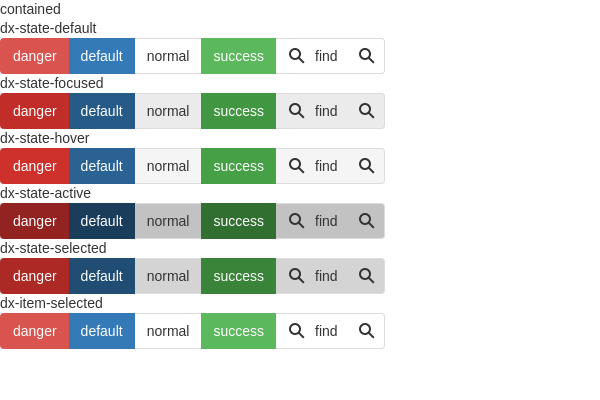 contained
dx-state-default
danger default normal success find
dx-state-focused
danger default normal success find
dx-state-hover
danger default normal success find
dx-state-active
danger default normal success find
dx-state-selected
danger default normal success find
dx-item-selected
danger default normal success find